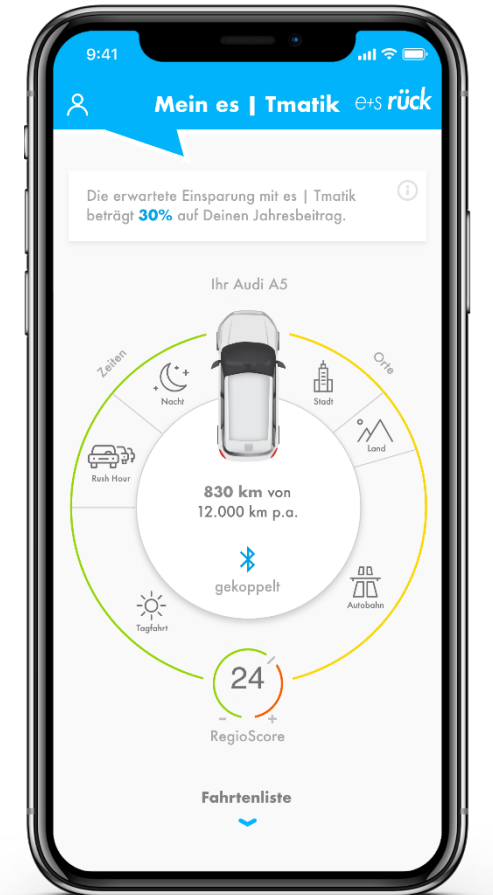 9:41
Mein es | Tmatik e+s rück
Die erwartete Einsparung mit es | Tmatik
beträgt 30% auf Deinen Jahresbeitrag.
Ihr Audi A5
Zeiten
Orte
Nacht
Stadt
Rush Hour
Land
830 km von
12.000 km p.a.
gekoppelt
Tagfahrt
Autobahn
24
- +
RegioScore
Fahrtenliste